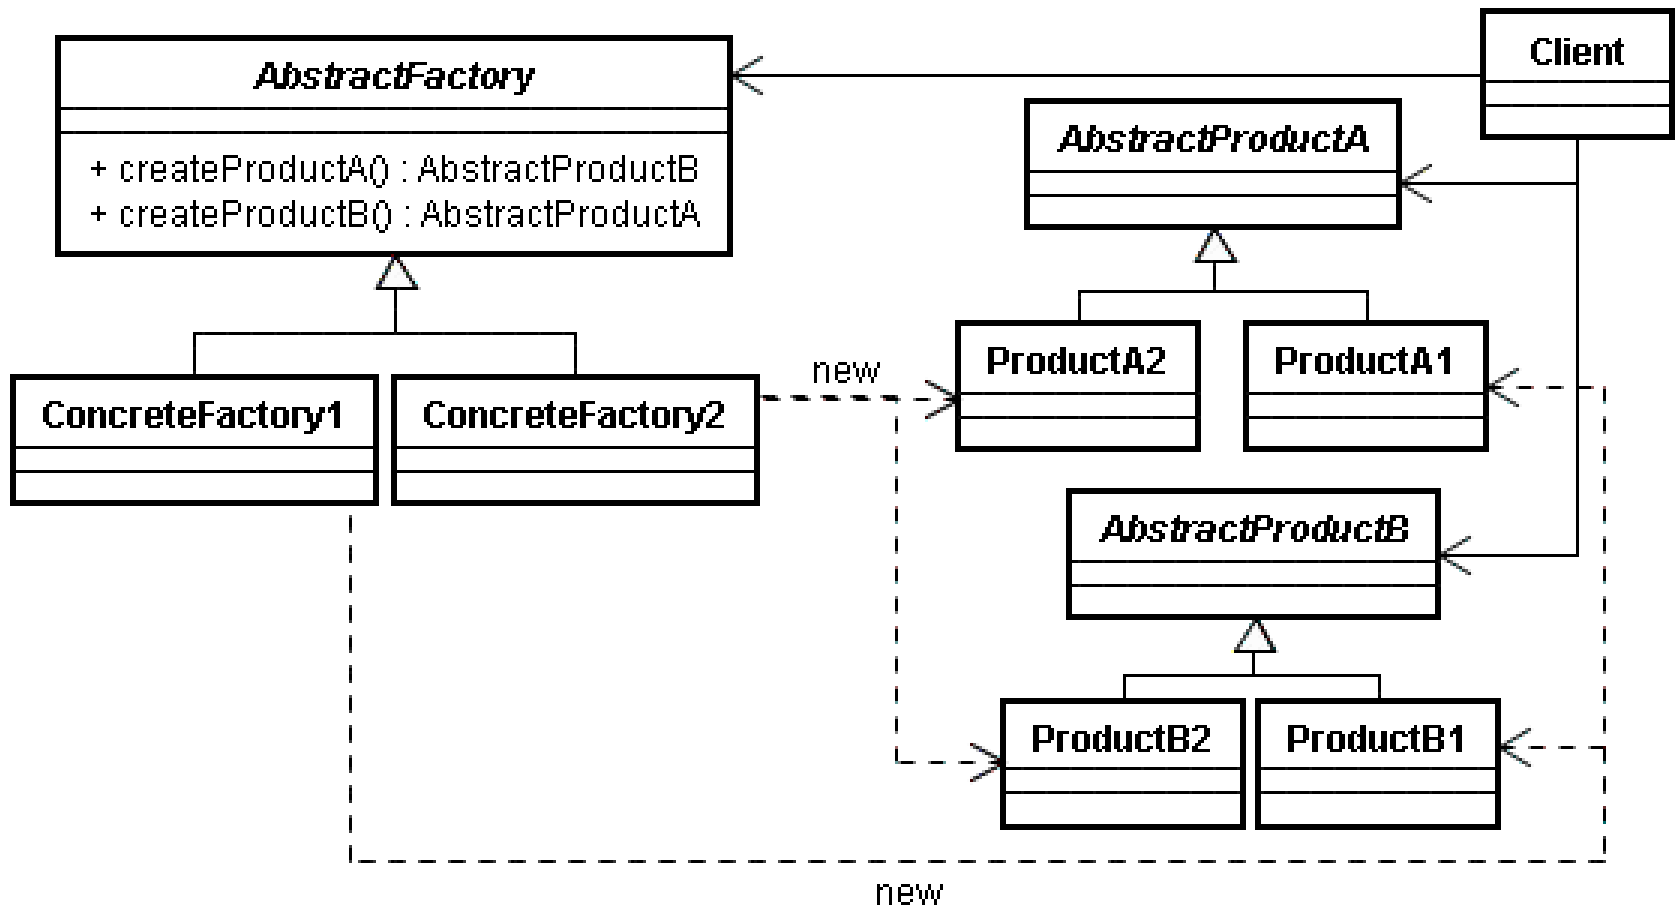 Client
AbstractFactory
+ createProductA() : AbstractProductB
+ createProductB() : AbstractProductA
AbstractProductA
ConcreteFactory1
ConcreteFactory2
new
ProductA2
ProductA1
AbstractProductB
ProductB2
ProductB1
new